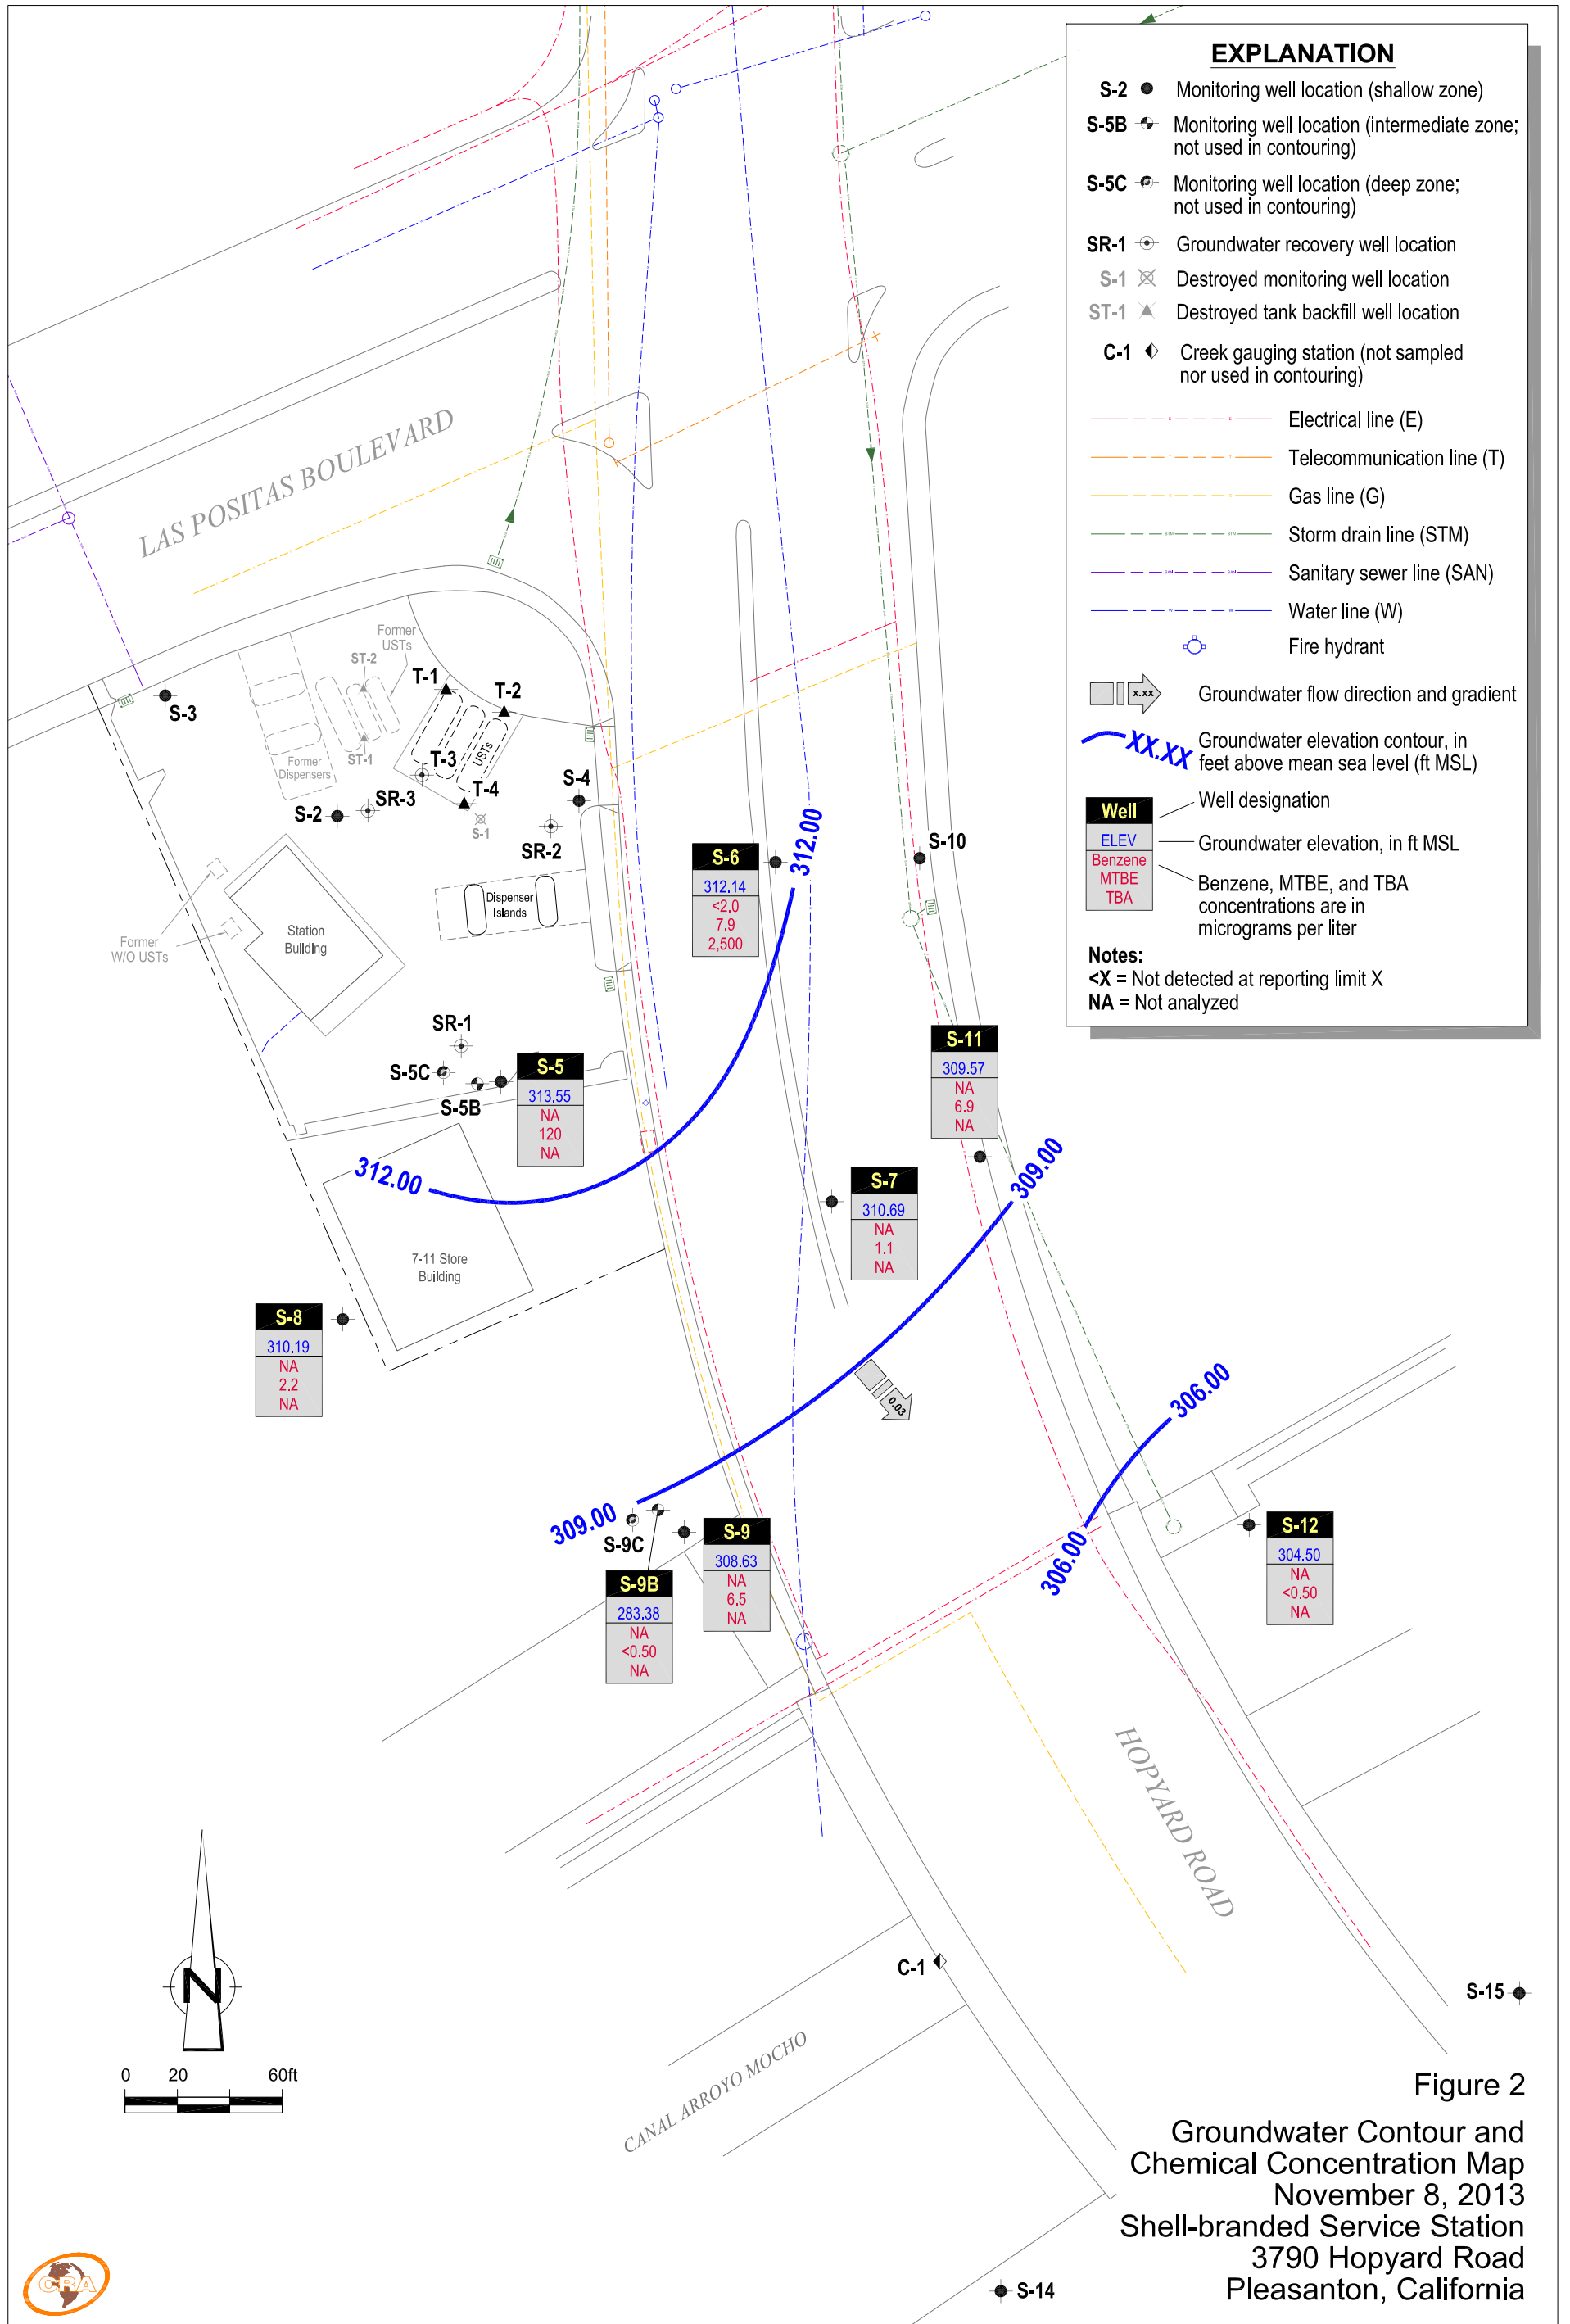 EXPLANATION
S-2 Monitoring well location (shallow zone)
S-5B Monitoring well location (intermediate zone;
not used in contouring)
S-5C Monitoring well location (deep zone;
not used in contouring)
SR-1 Groundwater recovery well location
S-1 Destroyed monitoring well location
ST-1 Destroyed tank backfill well location
C-1 Creek gauging station (not sampled
nor used in contouring)
Electrical line (E)
Telecommunication line (T)
Gas line (G)
Storm drain line (STM)
Sanitary sewer line (SAN)
Water line (W)
Fire hydrant
x.xx Groundwater flow direction and gradient
XX.XX Groundwater elevation contour, in
feet above mean sea level (ft MSL)
Well
Well designation
ELEV
Groundwater elevation, in ft MSL
Benzene
MTBE
TBA
Benzene, MTBE, and TBA
concentrations are in
micrograms per liter
Notes:
<X = Not detected at reporting limit X
NA = Not analyzed
LAS POSITAS BOULEVARD
Former
USTs
ST-2
T-1
T-2
S-3
USTs
T-3
ST-1
Former
Dispensers
T-4
S-4
SR-3
S-2
S-1
SR-2
312.00
S-10
S-6
312.14
<2.0
7.9
2,500
Dispenser
Islands
Station
Building
Former
W/O USTs
SR-1
S-5C
S-5B
S-5
313.55
NA
120
NA
S-11
309.57
NA
6.9
NA
312.00
309.00
S-7
310.69
NA
1.1
NA
7-11 Store
Building
S-8
310.19
NA
2.2
NA
0.03
306.00
309.00
S-9C
S-9
308.63
NA
6.5
NA
S-9B
283.38
NA
<0.50
NA
306.00
S-12
304.50
NA
<0.50
NA
HOPYARD ROAD
C-1
S-15
N
0 20 60ft
CANAL ARROYO MOCHO
Figure 2
Groundwater Contour and
Chemical Concentration Map
November 8, 2013
Shell-branded Service Station
3790 Hopyard Road
Pleasanton, California
CRA
S-14